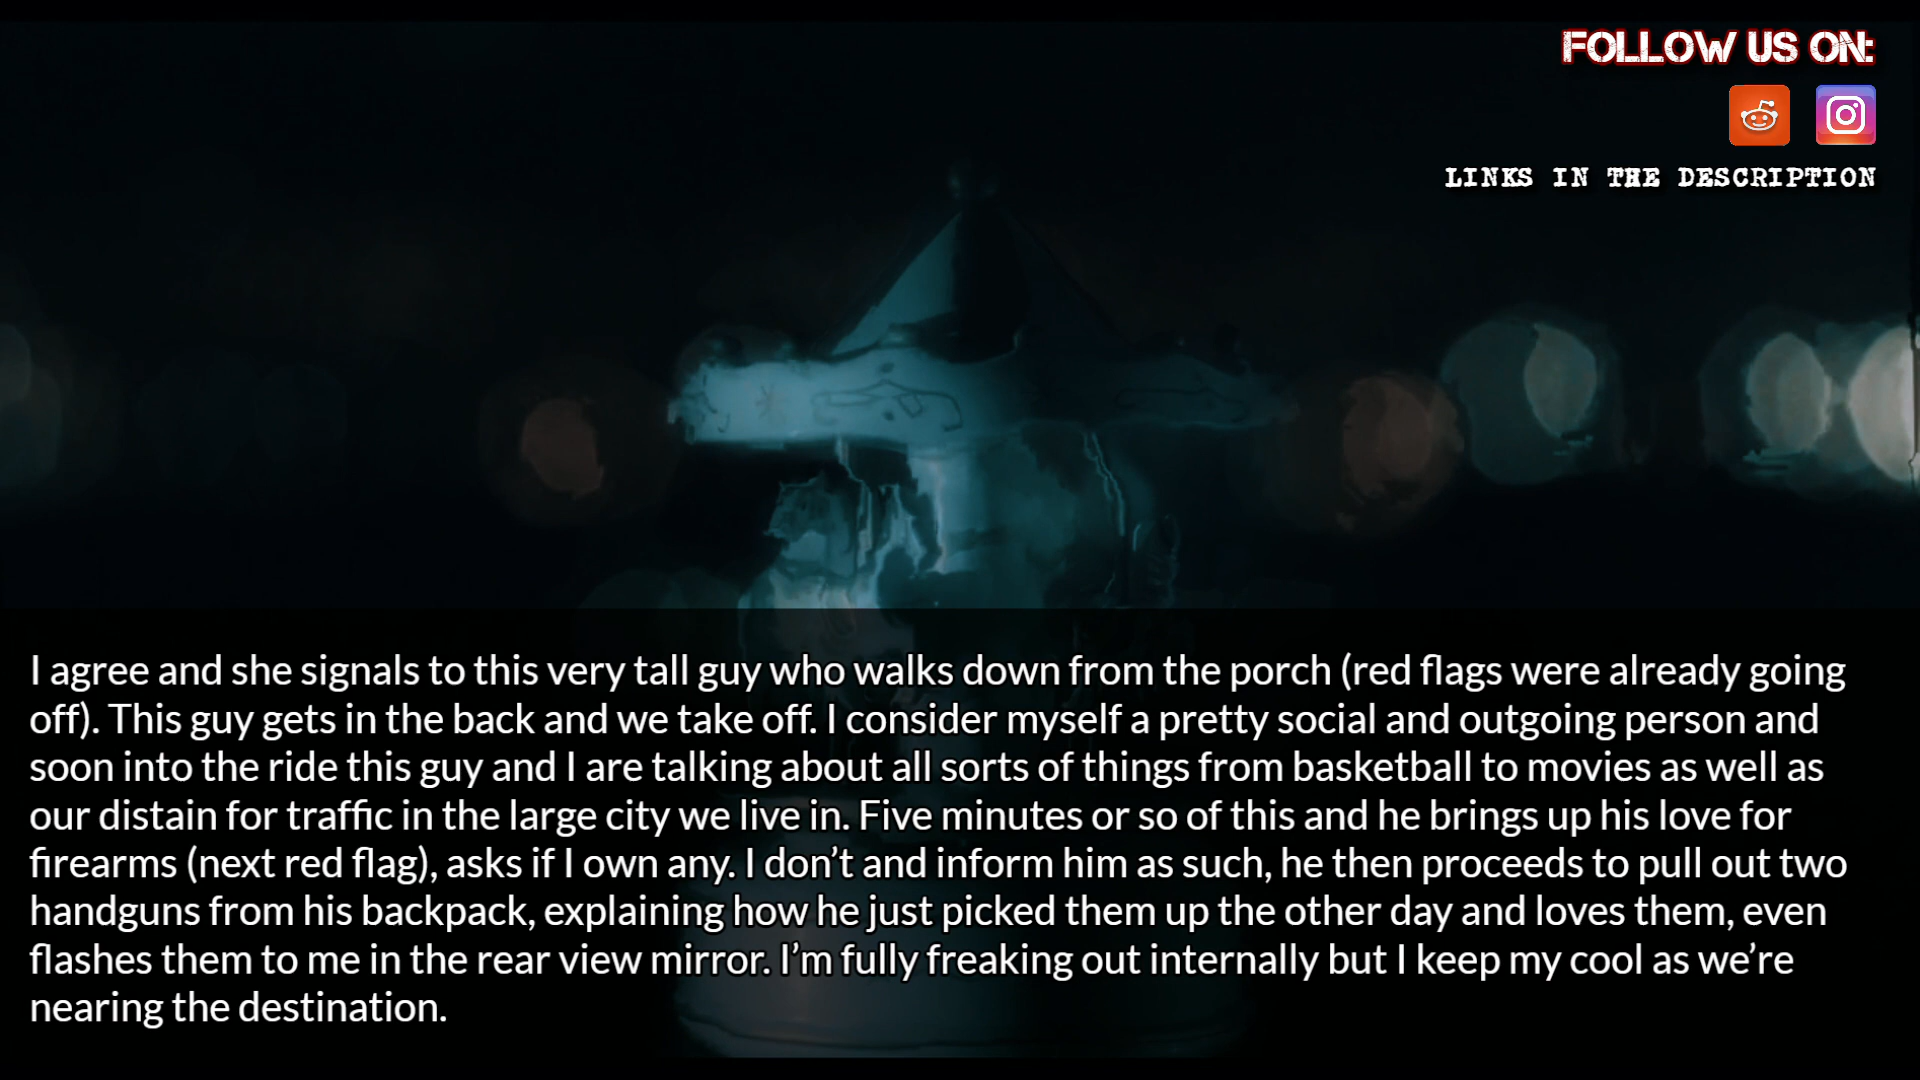 FOLLOW US ON:
LINKS IN THE DESCRIPTION
I agree and she signals to this very tall guy who walks down from the porch (red flags were already going
off). This guy gets in the back and we take off. I consider myself a pretty social and outgoing person and
soon into the ride this guy and I are talking about all sorts of things from basketball to movies as well as
our distain for traffic in the large city we live in. Five minutes or so of this and he brings up his love for
firearms (next red flag), asks if I own any. I don’t and inform him as such, he then proceeds to pull out two
handguns from his backpack, explaining how he just picked them up the other day and loves them, even
flashes them to me in the rear view mirror. I’m fully freaking out internally but I keep my cool as we’re
nearing the destination.